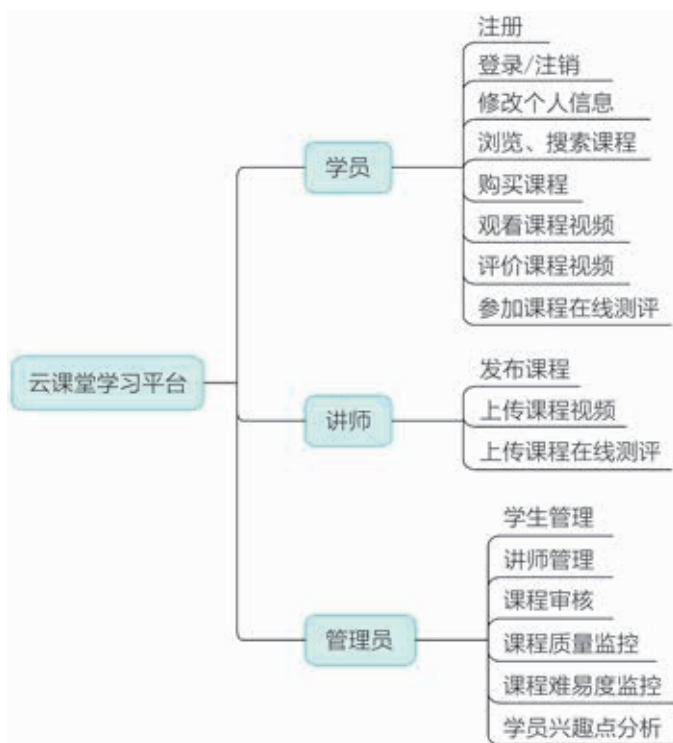 云课堂学习平台
学员
注册
登录/注销
修改个人信息
浏览、搜索课程
购买课程
观看课程视频
评价课程视频
参加课程在线测评
讲师
发布课程
上传课程视频
上传课程在线测评
管理员
学生管理
讲师管理
课程审核
课程质量监控
课程难易度监控
学员兴趣点分析